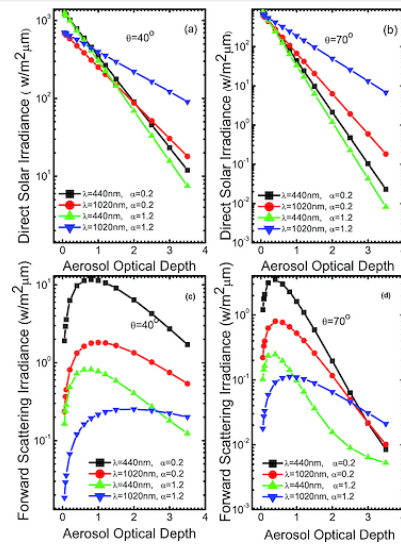 (a)
θ=40°
10³
10²
10¹
Direct Solar Irradiance (w/m²μm)
λ=440nm, α=0.2
λ=1020nm, α=0.2
λ=440nm, α=1.2
λ=1020nm, α=1.2
0 1 2 3 4
Aerosol Optical Depth
(b)
θ=70°
10²
10¹
10⁰
10⁻¹
10⁻²
10⁻³
Direct Solar Irradiance (w/m²μm)
λ=440nm, α=0.2
λ=1020nm, α=0.2
λ=440nm, α=1.2
λ=1020nm, α=1.2
0 1 2 3 4
Aerosol Optical Depth
(c)
θ=40°
10¹
10⁰
10⁻¹
Forward Scattering Irradiance (w/m²μm)
λ=440nm, α=0.2
λ=1020nm, α=0.2
λ=440nm, α=1.2
λ=1020nm, α=1.2
0 1 2 3 4
Aerosol Optical Depth
(d)
θ=70°
10⁰
10⁻¹
10⁻²
10⁻³
Forward Scattering Irradiance (w/m²μm)
λ=440nm, α=0.2
λ=1020nm, α=0.2
λ=440nm, α=1.2
λ=1020nm, α=1.2
0 1 2 3 4
Aerosol Optical Depth